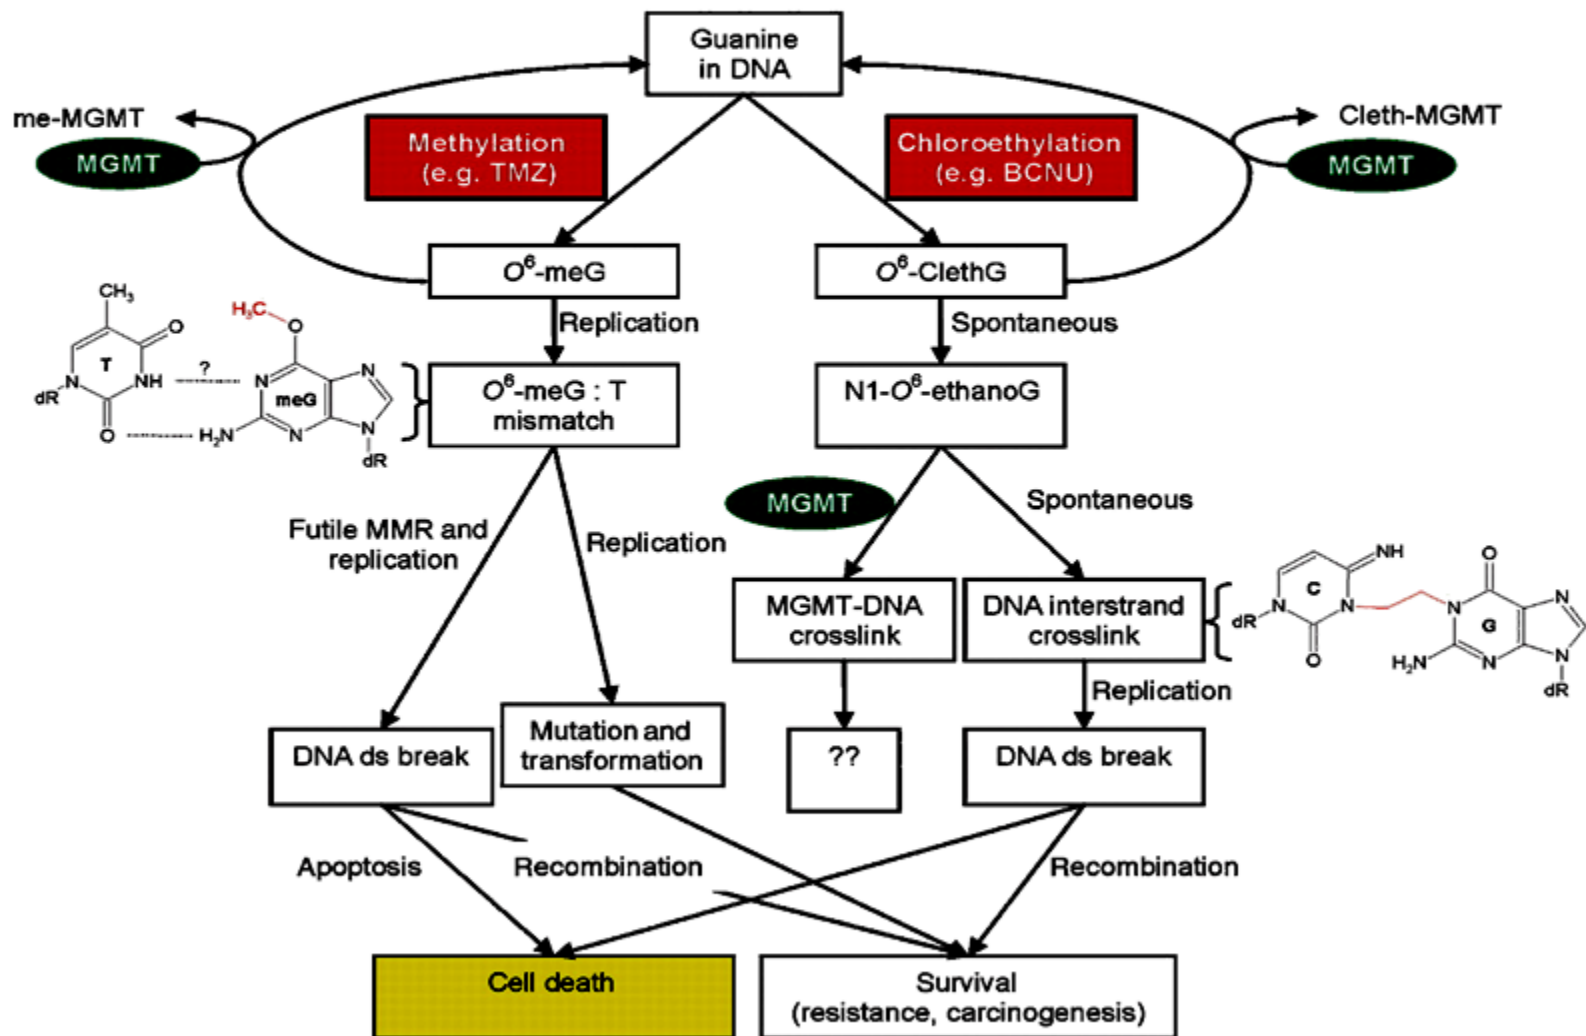 Guanine
in DNA
me-MGMT
MGMT
Methylation
(e.g. TMZ)
Chloroethylation
(e.g. BCNU)
Cleth-MGMT
MGMT
O⁶-meG
O⁶-ClethG
Replication
Spontaneous
CH₃
O
T
N
NH
dR
O
?
H₃C
O
N
N
meG
H₂N
N
N
dR
O⁶-meG : T
mismatch
N1-O⁶-ethanoG
MGMT
Spontaneous
Futile MMR and
replication
Replication
MGMT-DNA
crosslink
DNA interstrand
crosslink
NH
C
N
N
dR
O
O
N
N
G
H₂N
N
N
dR
Replication
DNA ds break
Mutation and
transformation
??
DNA ds break
Apoptosis
Recombination
Recombination
Cell death
Survival
(resistance, carcinogenesis)